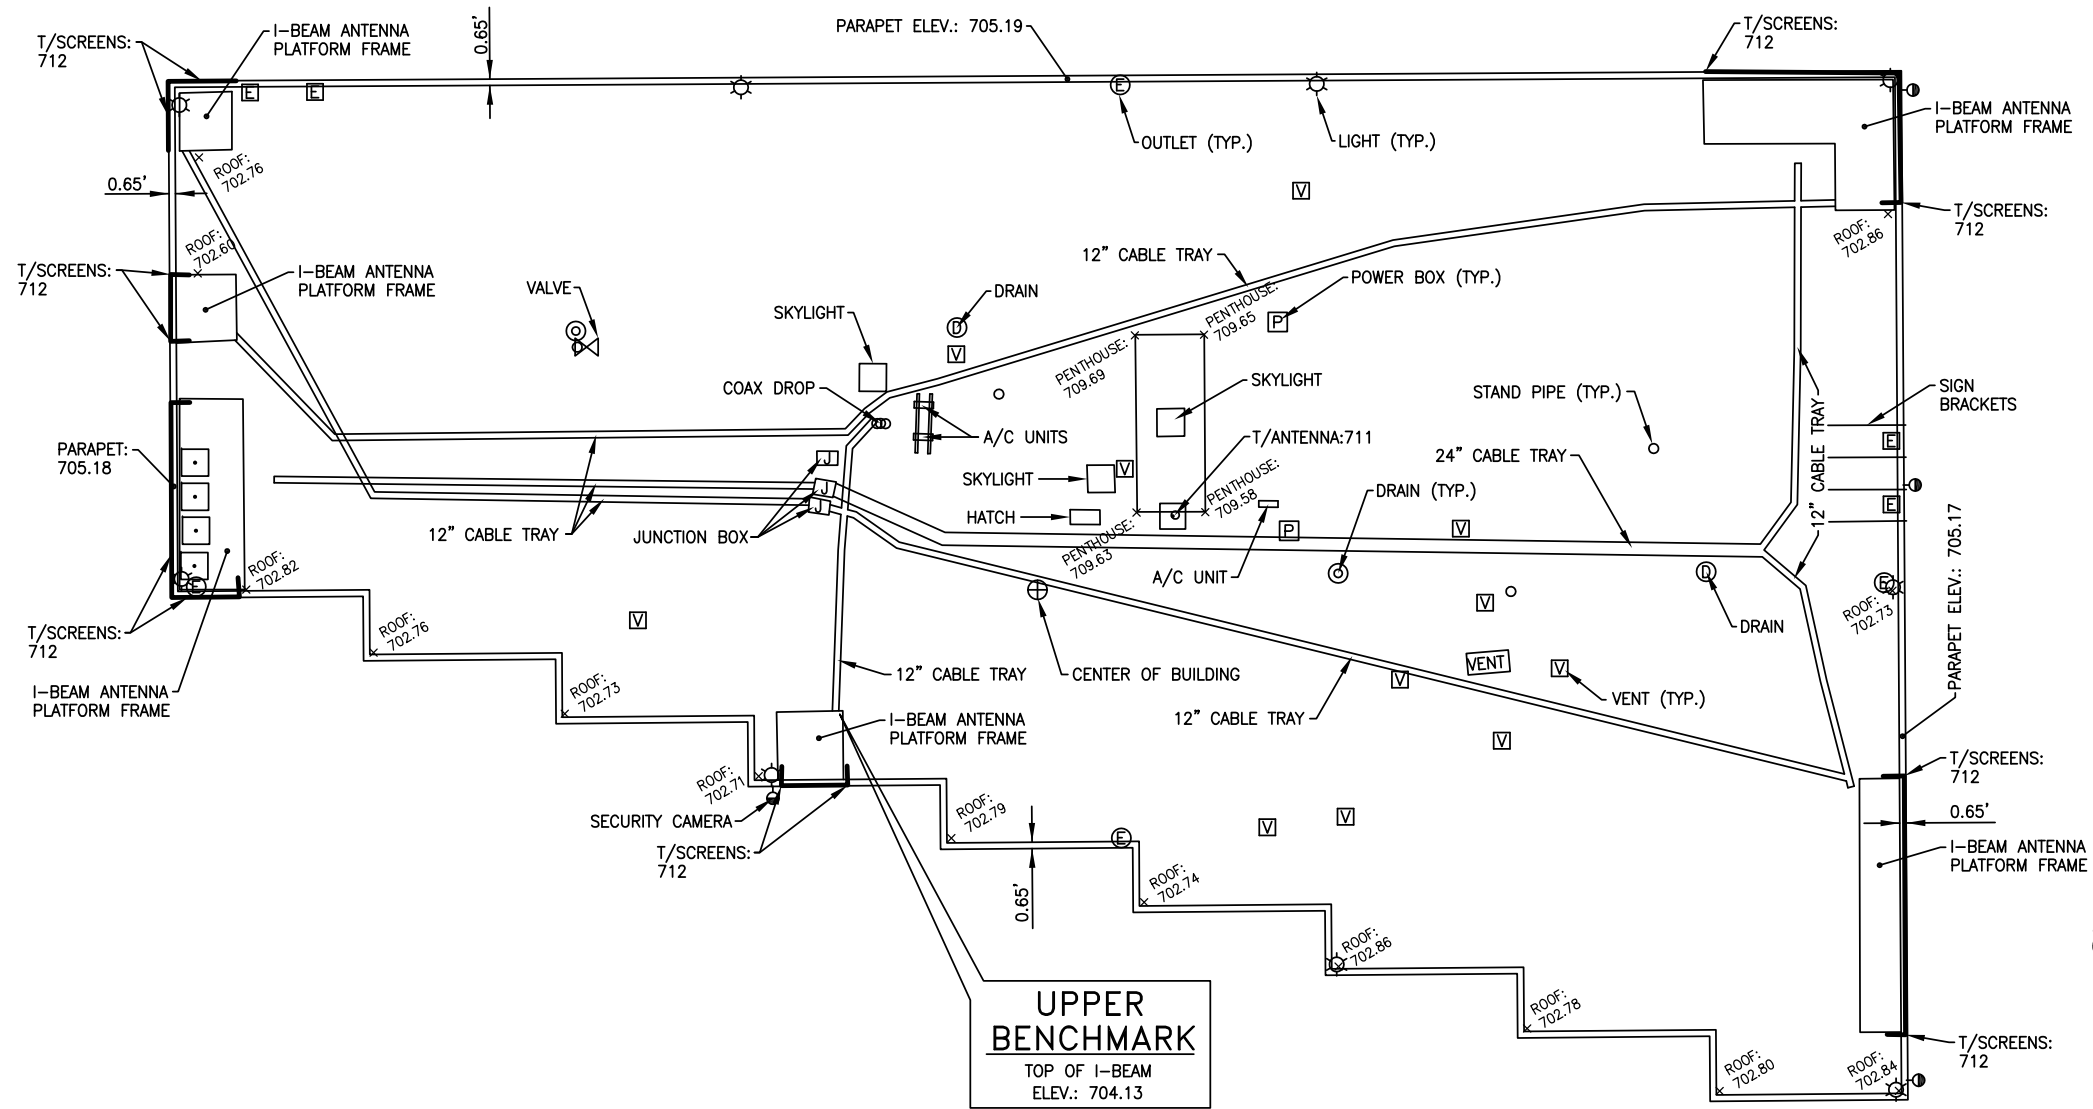 T/SCREENS:
712
I-BEAM ANTENNA
PLATFORM FRAME
0.65'
PARAPET ELEV.: 705.19
T/SCREENS:
712
E
E
E
OUTLET (TYP.)
LIGHT (TYP.)
I-BEAM ANTENNA
PLATFORM FRAME
ROOF:
702.76
0.65'
V
T/SCREENS:
712
ROOF:
702.86
ROOF:
702.60
T/SCREENS:
712
I-BEAM ANTENNA
PLATFORM FRAME
VALVE
SKYLIGHT
DRAIN
D
V
12" CABLE TRAY
POWER BOX (TYP.)
P
PENTHOUSE:
709.65
PENTHOUSE:
709.69
COAX DROP
SKYLIGHT
STAND PIPE (TYP.)
SIGN
BRACKETS
12" CABLE TRAY
E
E
PARAPET:
705.18
A/C UNITS
T/ANTENNA:711
24" CABLE TRAY
J
J
J
SKYLIGHT
V
PENTHOUSE:
709.58
DRAIN (TYP.)
HATCH
12" CABLE TRAY
JUNCTION BOX
PENTHOUSE:
709.63
P
V
A/C UNIT
PARAPET ELEV.: 705.17
ROOF:
702.82
E
D
E
ROOF:
702.73
V
DRAIN
T/SCREENS:
712
ROOF:
702.76
V
VENT
V
VENT (TYP.)
I-BEAM ANTENNA
PLATFORM FRAME
ROOF:
702.73
12" CABLE TRAY
CENTER OF BUILDING
V
12" CABLE TRAY
I-BEAM ANTENNA
PLATFORM FRAME
V
ROOF:
702.71
T/SCREENS:
712
SECURITY CAMERA
ROOF:
702.79
0.65'
T/SCREENS:
712
E
V
V
I-BEAM ANTENNA
PLATFORM FRAME
0.65'
ROOF:
702.74
ROOF:
702.86
UPPER
BENCHMARK
TOP OF I-BEAM
ELEV.: 704.13
ROOF:
702.78
ROOF:
702.80
ROOF:
702.84
T/SCREENS:
712